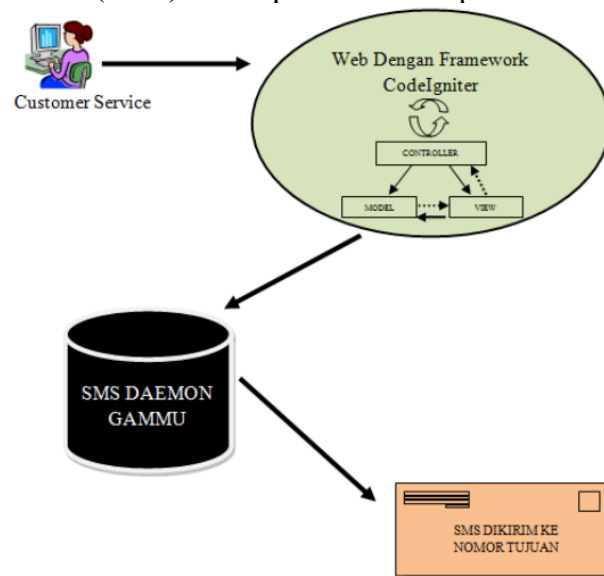 Customer Service
Web Dengan Framework
CodeIgniter
CONTROLLER
MODEL
VIEW
SMS DAEMON
GAMMU
SMS DIKIRIM KE
NOMOR TUJUAN